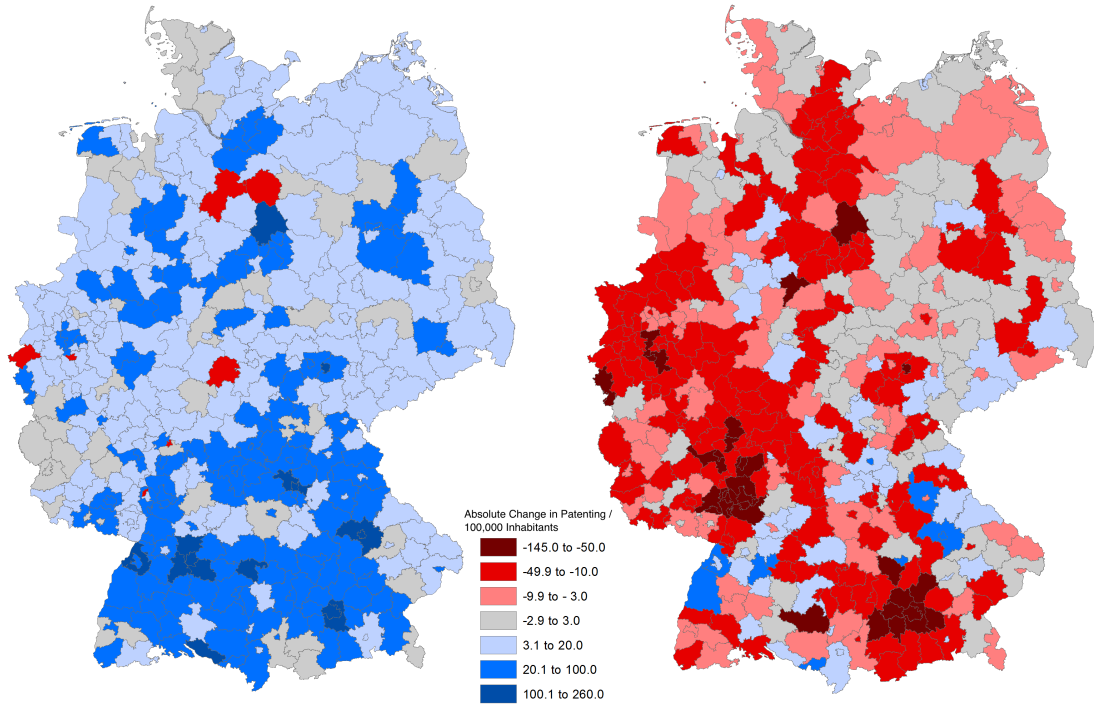 Absolute Change in Patenting /
100,000 Inhabitants
-145.0 to -50.0
-49.9 to -10.0
-9.9 to - 3.0
-2.9 to 3.0
3.1 to 20.0
20.1 to 100.0
100.1 to 260.0